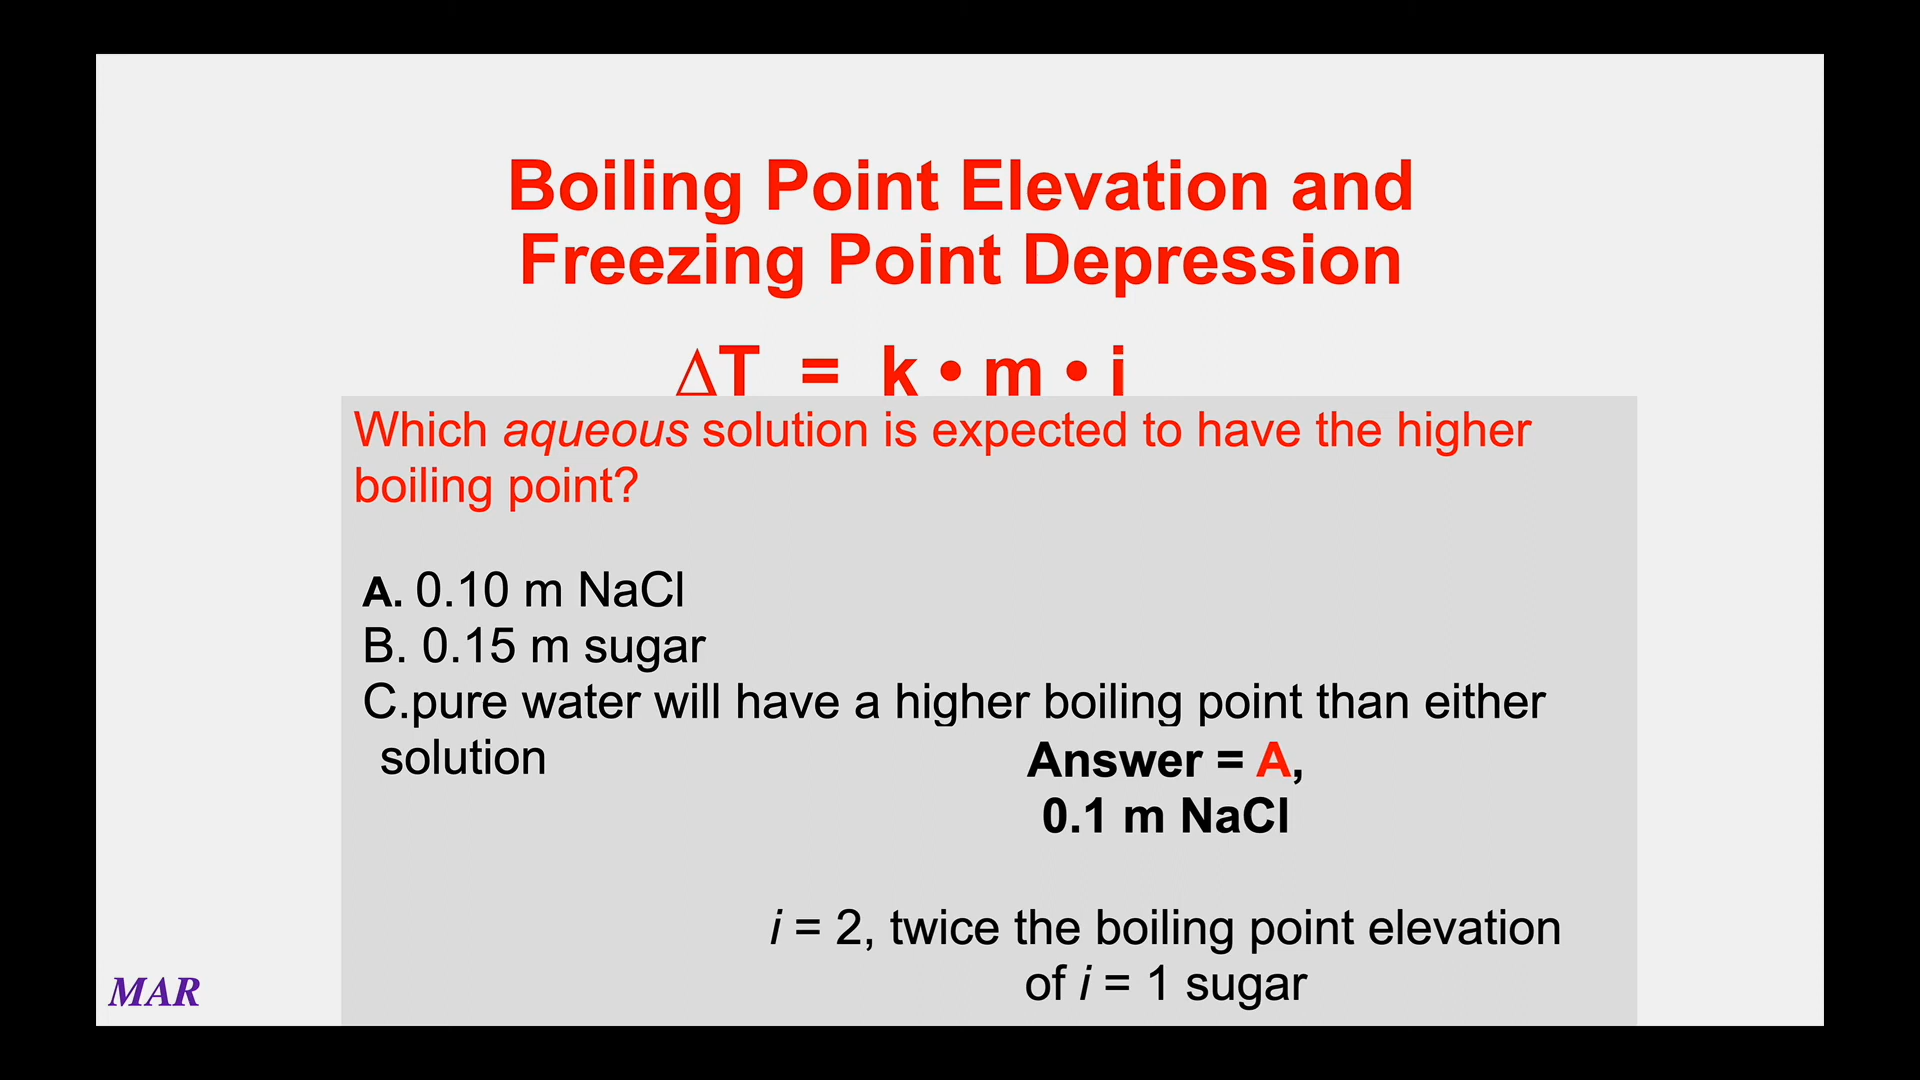 Boiling Point Elevation and
Freezing Point Depression
∆T = k • m • i
Which aqueous solution is expected to have the higher
boiling point?
A. 0.10 m NaCl
B. 0.15 m sugar
C.pure water will have a higher boiling point than either
solution
Answer = A,
0.1 m NaCl
i = 2, twice the boiling point elevation
of i = 1 sugar
MAR